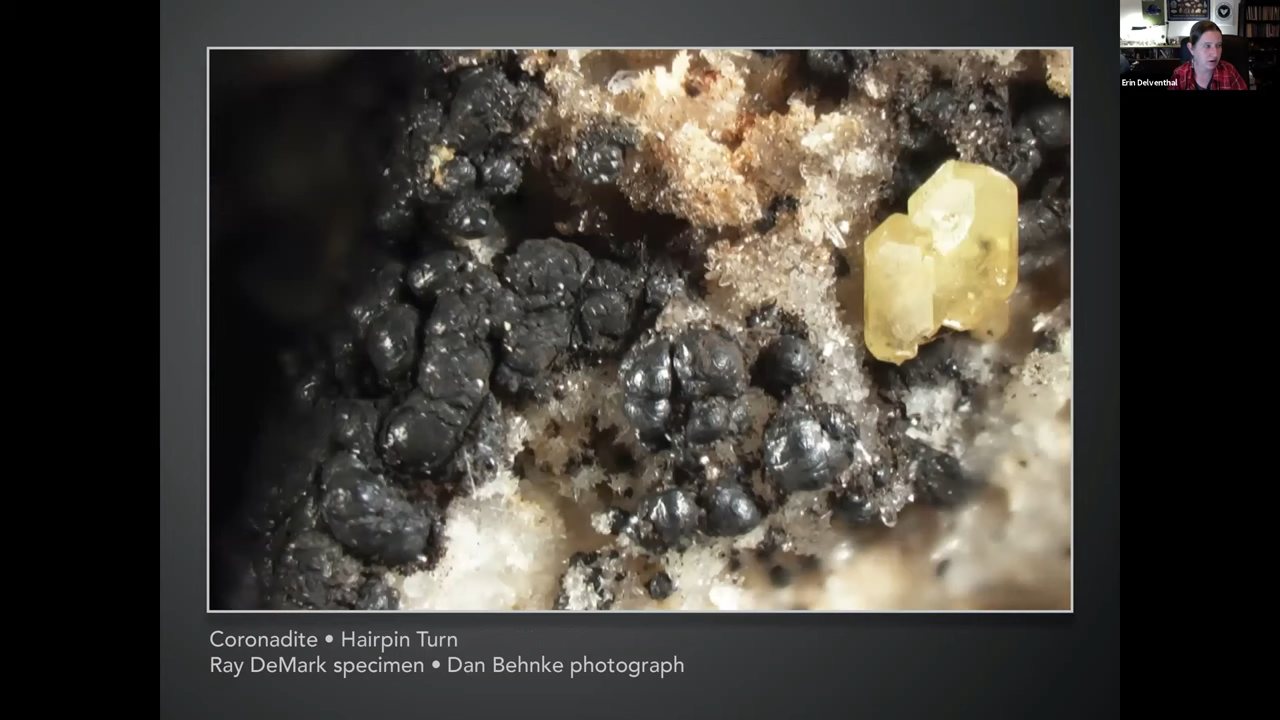 Erin Delventhal
Coronadite • Hairpin Turn
Ray DeMark specimen • Dan Behnke photograph